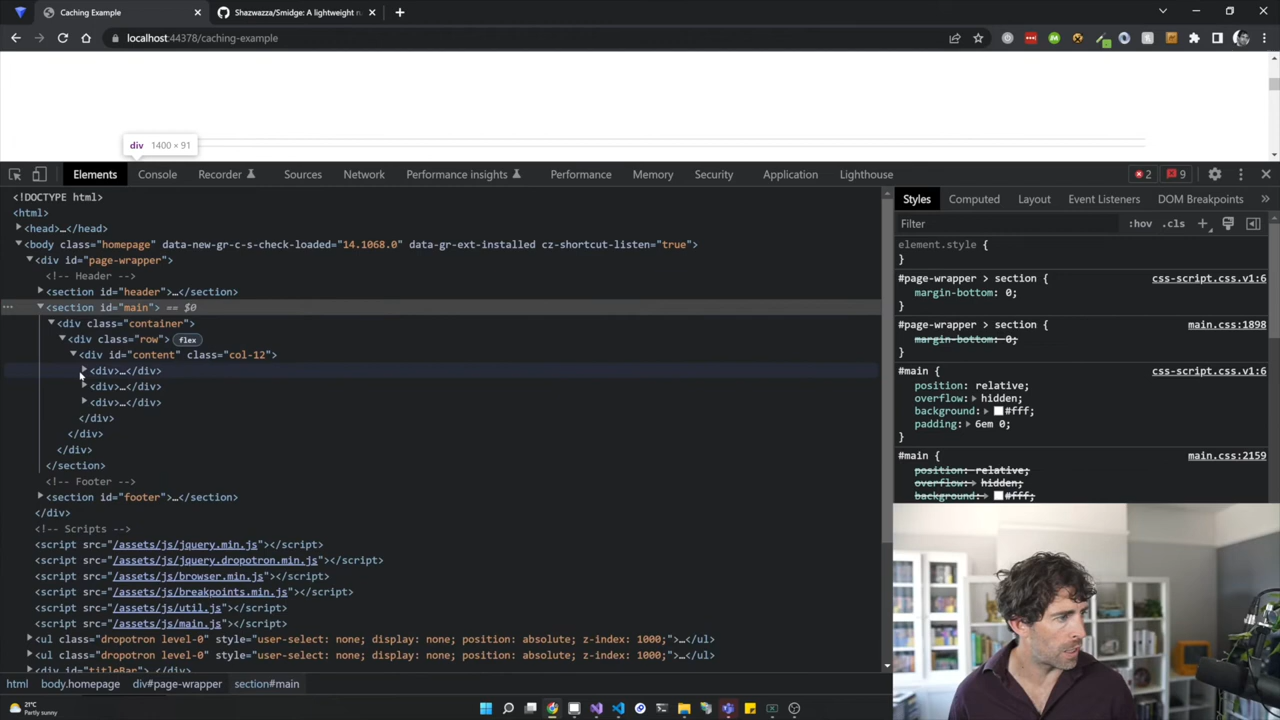 Caching Example
Shazwazza/Smidge: A lightweight n
localhost:44378/caching-example
div 1400 × 91
Elements Console Recorder Sources Network Performance insights Performance Memory Security Application Lighthouse 2 9
<!DOCTYPE html>
<html>
<head>…</head>
<body class="homepage" data-new-gr-c-s-check-loaded="14.1068.0" data-gr-ext-installed cz-shortcut-listen="true">
<div id="page-wrapper">
<!-- Header -->
<section id="header">…</section>
<section id="main"> == $0
<div class="container">
<div class="row"> flex
<div id="content" class="col-12">
<div>…</div>
<div>…</div>
<div>…</div>
</div>
</div>
</div>
</section>
<!-- Footer -->
<section id="footer">…</section>
</div>
<!-- Scripts -->
<script src="/assets/js/jquery.min.js"></script>
<script src="/assets/js/jquery.dropotron.min.js"></script>
<script src="/assets/js/browser.min.js"></script>
<script src="/assets/js/breakpoints.min.js"></script>
<script src="/assets/js/util.js"></script>
<script src="/assets/js/main.js"></script>
<ul class="dropotron level-0" style="user-select: none; display: none; position: absolute; z-index: 1000;">…</ul>
<ul class="dropotron level-0" style="user-select: none; display: none; position: absolute; z-index: 1000;">…</ul>
<div id="titleBar">…</div>
html body.homepage div#page-wrapper section#main
Styles Computed Layout Event Listeners DOM Breakpoints
Filter :hov .cls
element.style {
}
#page-wrapper > section { css-script.css.v1:6
margin-bottom: 0;
}
#page-wrapper > section { main.css:1898
margin-bottom: 0;
}
#main { css-script.css.v1:6
position: relative;
overflow: hidden;
background: #fff;
padding: 6em 0;
}
#main { main.css:2159
position: relative;
overflow: hidden;
background: #fff;
21°C
Partly sunny